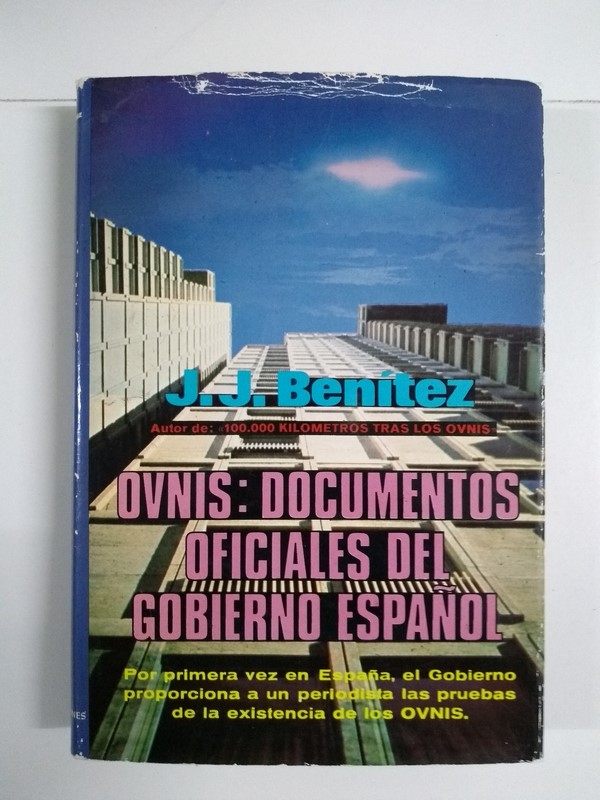 J.J. Benítez
Autor de: «100.000 KILOMETROS TRAS LOS OVNIS»
OVNIS: DOCUMENTOS
OFICIALES DEL
GOBIERNO ESPAÑOL
Por primera vez en España, el Gobierno
proporciona a un periodista las pruebas
de la existencia de los OVNIS.
NES